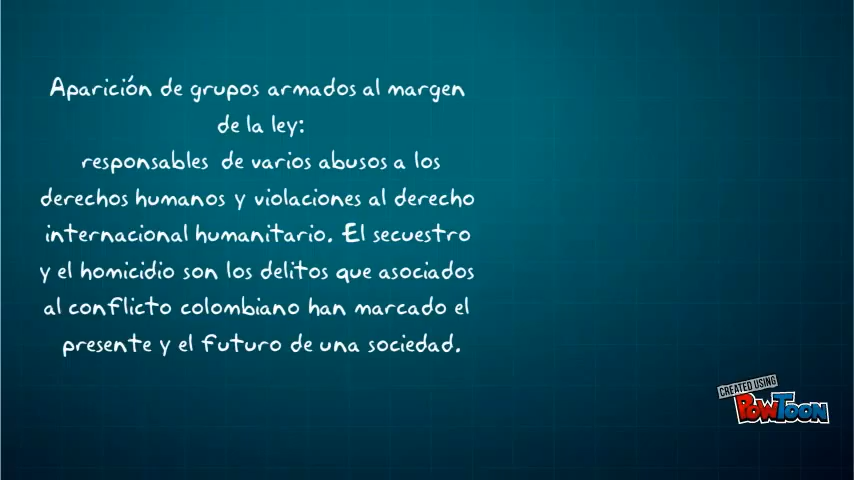 Aparición de grupos armados al margen
de la ley:
responsables de varios abusos a los
derechos humanos y violaciones al derecho
internacional humanitario. El secuestro
y el homicidio son los delitos que asociados
al conflicto colombiano han marcado el
presente y el futuro de una sociedad.
CREATED USING
POWTOON